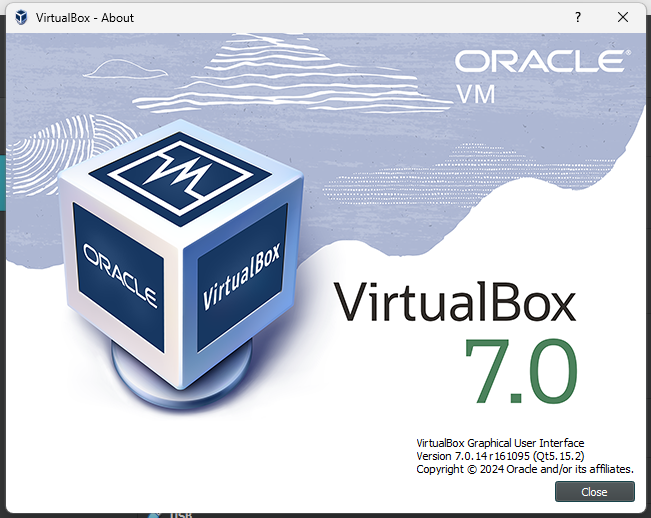 VirtualBox - About
?
ORACLE®
VM
ORACLE
VirtualBox
VirtualBox
7.0
VirtualBox Graphical User Interface
Version 7.0.14 r161095 (Qt5.15.2)
Copyright © 2024 Oracle and/or its affiliates.
Close
USB